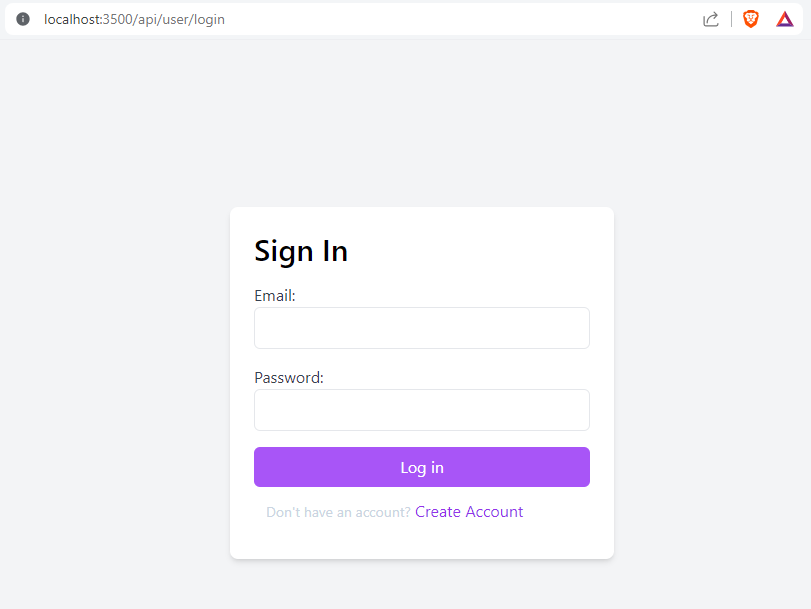 localhost:3500/api/user/login
Sign In
Email:
Password:
Log in
Don't have an account? Create Account